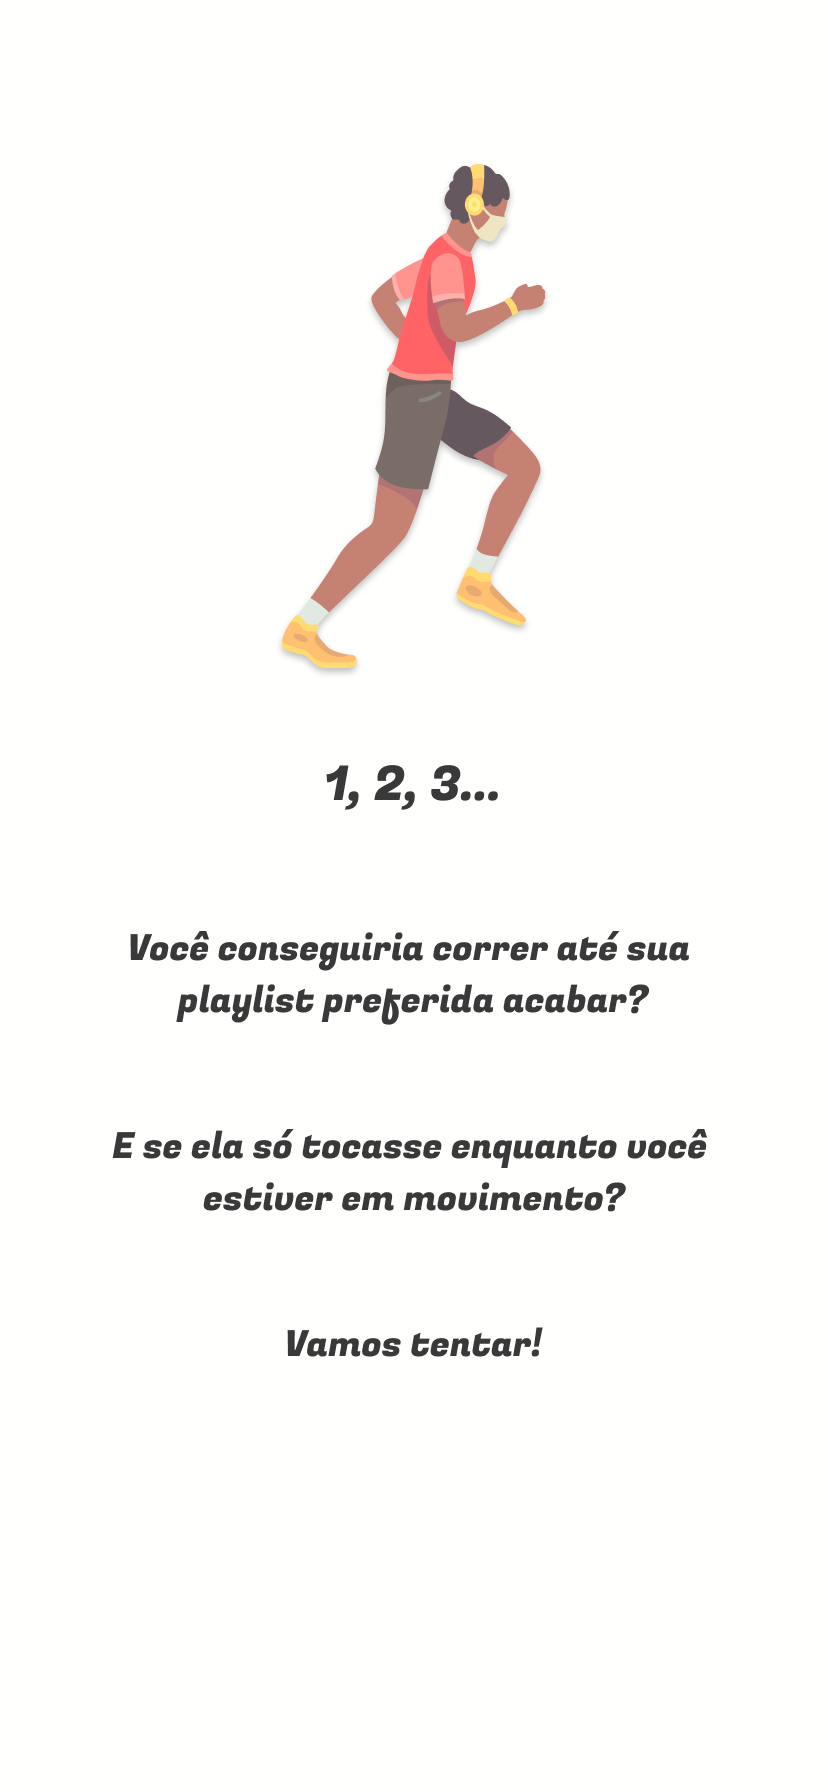 1, 2, 3...
Você conseguiria correr até sua
playlist preferida acabar?
E se ela só tocasse enquanto você
estiver em movimento?
Vamos tentar!